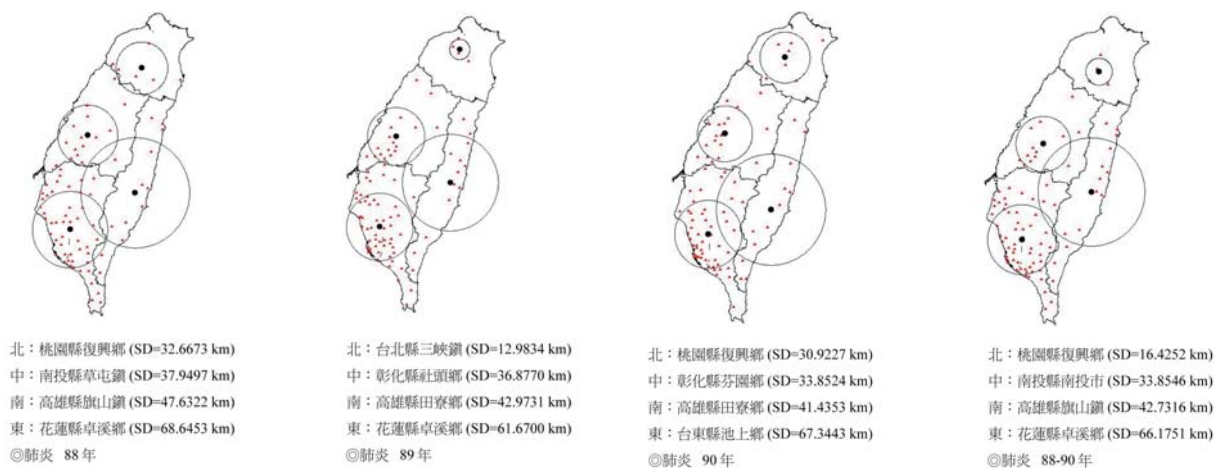 北：桃園縣復興鄉 (SD=32.6673 km)
中：南投縣草屯鎮 (SD=37.9497 km)
南：高雄縣旗山鎮 (SD=47.6322 km)
東：花蓮縣卓溪鄉 (SD=68.6453 km)
◎肺炎 88 年
北：台北縣三峽鎮 (SD=12.9834 km)
中：彰化縣社頭鄉 (SD=36.8770 km)
南：高雄縣田寮鄉 (SD=42.9731 km)
東：花蓮縣卓溪鄉 (SD=61.6700 km)
◎肺炎 89 年
北：桃園縣復興鄉 (SD=30.9227 km)
中：彰化縣芬園鄉 (SD=33.8524 km)
南：高雄縣田寮鄉 (SD=41.4353 km)
東：台東縣池上鄉 (SD=67.3443 km)
◎肺炎 90 年
北：桃園縣復興鄉 (SD=16.4252 km)
中：南投縣南投市 (SD=33.8546 km)
南：高雄縣旗山鎮 (SD=42.7316 km)
東：花蓮縣卓溪鄉 (SD=66.1751 km)
◎肺炎 88-90 年